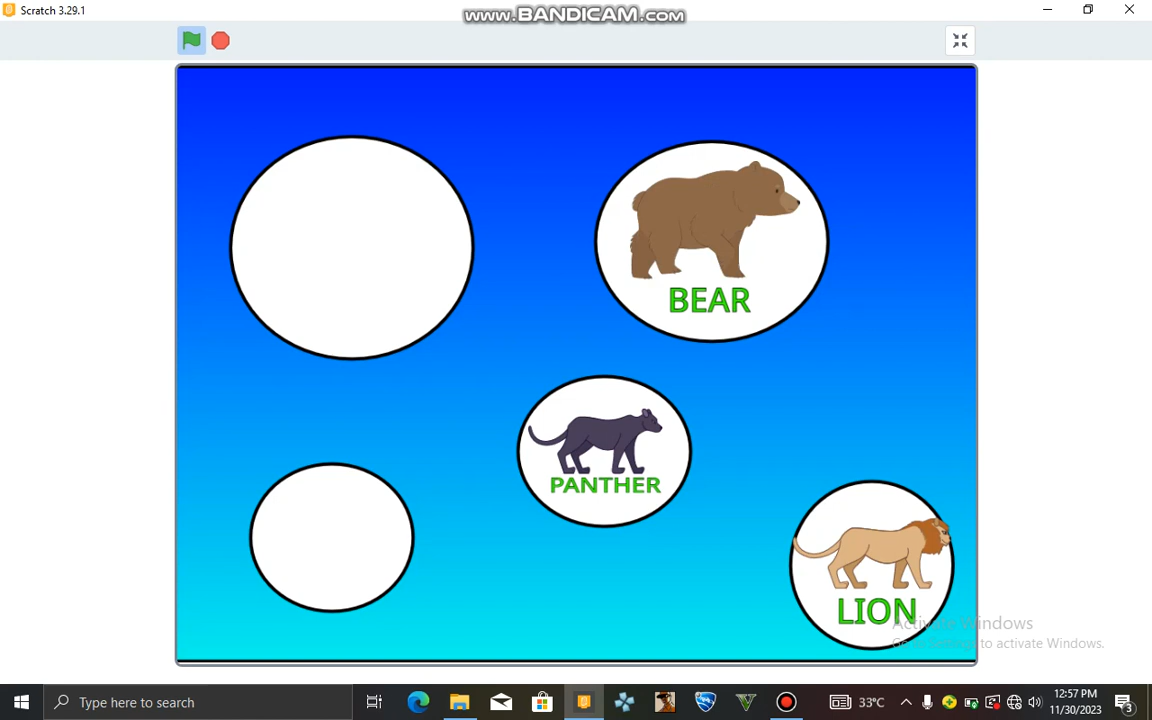 Scratch 3.29.1
www.BANDICAM.com
BEAR
PANTHER
LION
Activate Windows
Go to Settings to activate Windows.
Type here to search
33°C
12:57 PM
11/30/2023
3